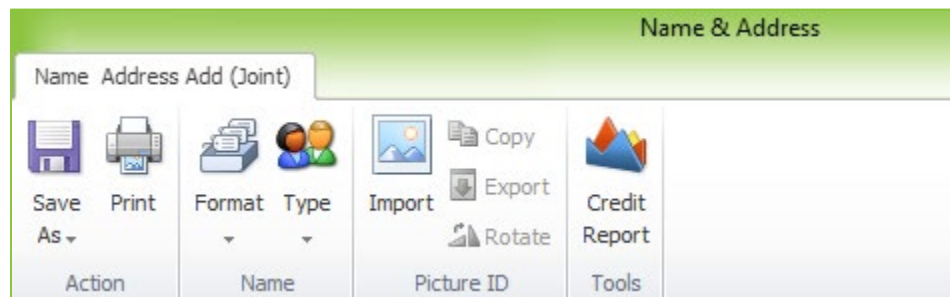 Name & Address
Name Address Add (Joint)
Save As
Print
Format
Type
Import
Copy
Export
Rotate
Credit Report
Action
Name
Picture ID
Tools